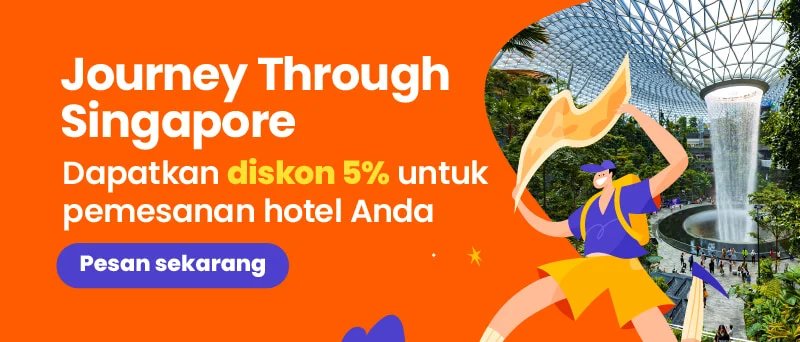 Journey Through
Singapore
Dapatkan diskon 5% untuk
pemesanan hotel Anda
Pesan sekarang